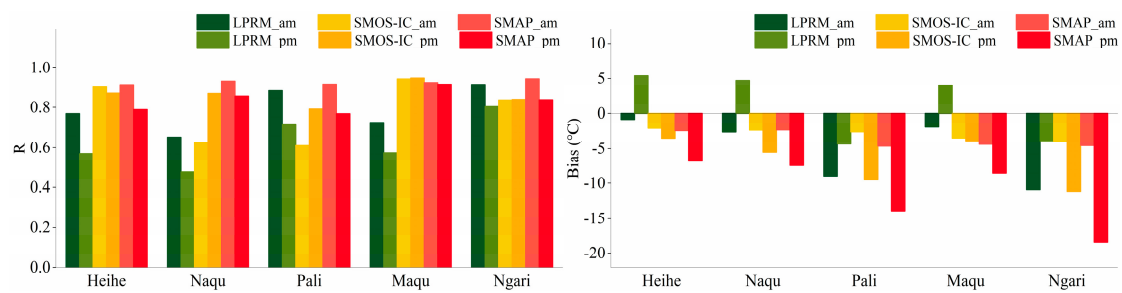 LPRM_am SMOS-IC_am SMAP_am
LPRM_pm SMOS-IC_pm SMAP_pm
1.0
0.8
0.6
0.4
0.2
0.0
R
Heihe Naqu Pali Maqu Ngari
LPRM_am SMOS-IC_am SMAP_am
LPRM_pm SMOS-IC_pm SMAP_pm
10
5
0
-5
-10
-15
-20
Bias (°C)
Heihe Naqu Pali Maqu Ngari